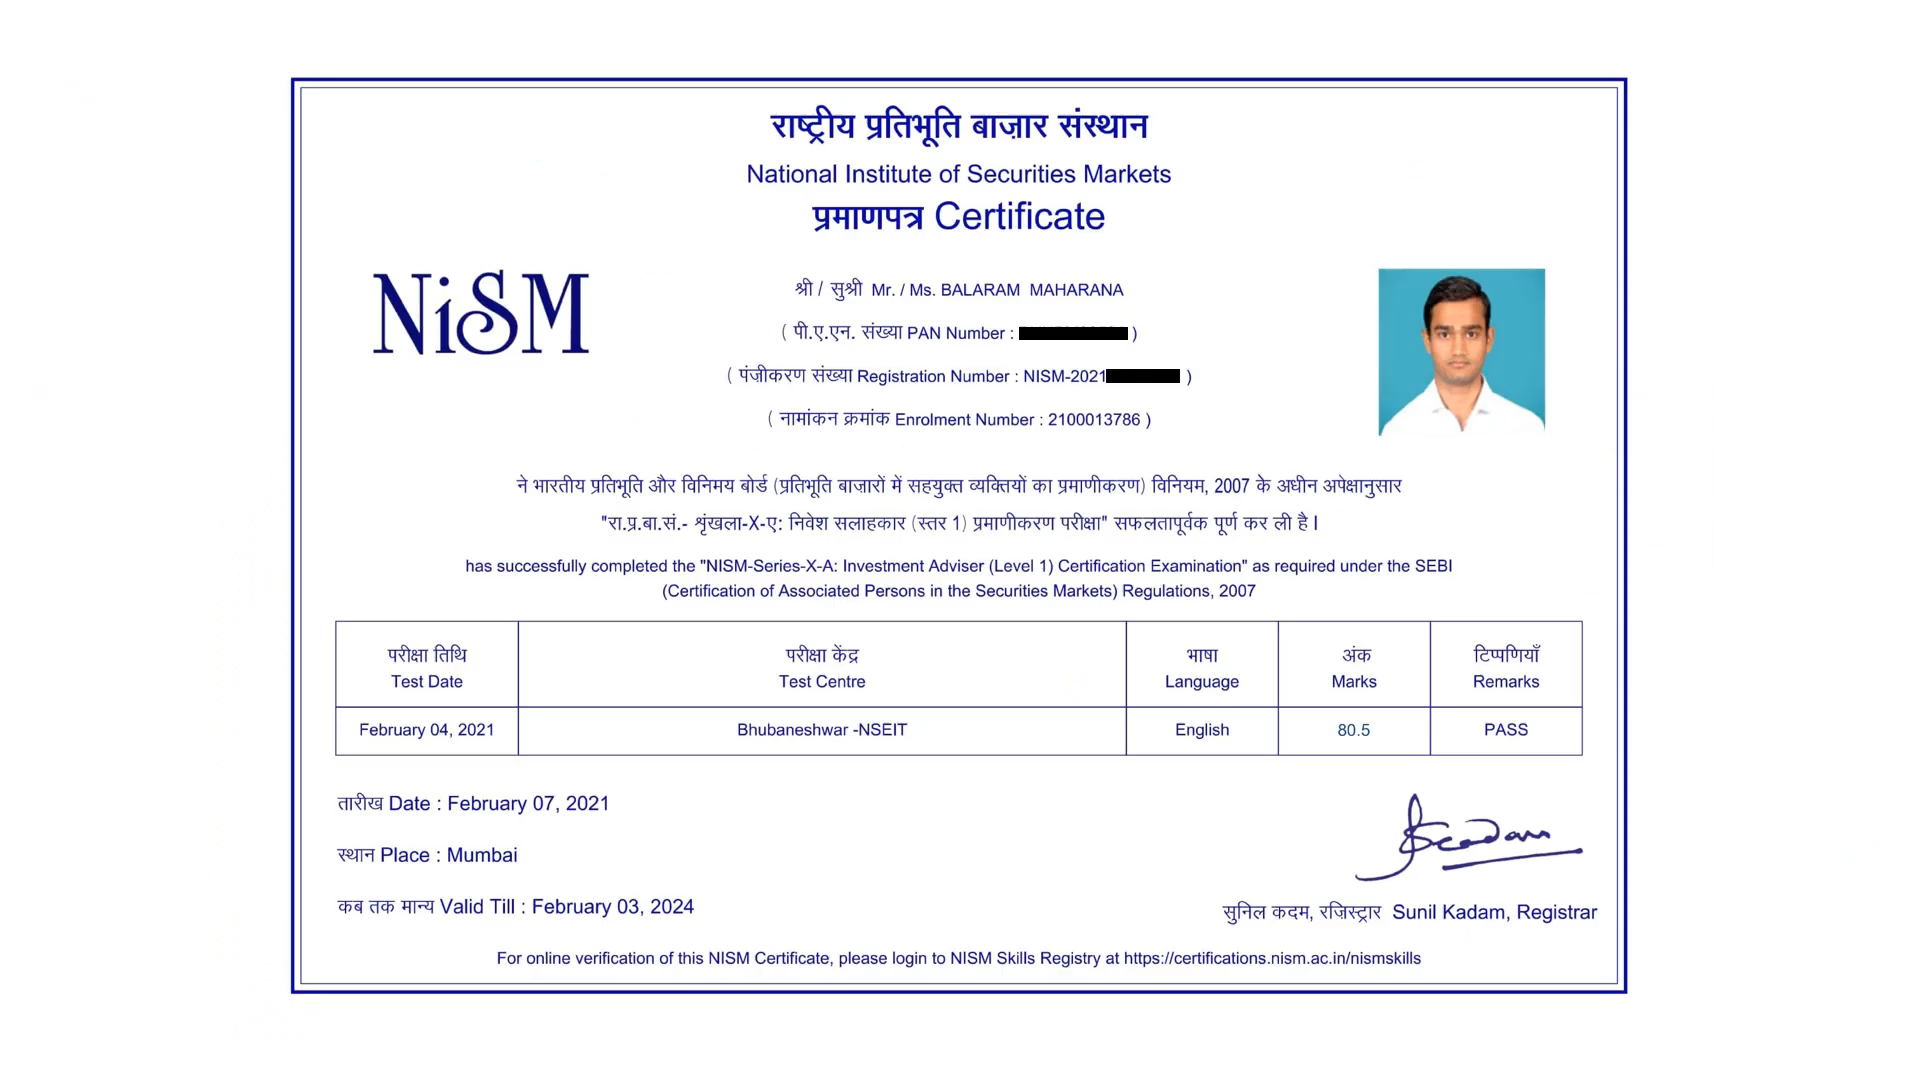 राष्ट्रीय प्रतिभूति बाज़ार संस्थान
National Institute of Securities Markets
प्रमाणपत्र Certificate
NiSM
श्री / सुश्री Mr. / Ms. BALARAM MAHARANA
( पी.ए.एन. संख्या PAN Number : )
( पंजीकरण संख्या Registration Number : NISM-2021 )
( नामांकन क्रमांक Enrolment Number : 2100013786 )
ने भारतीय प्रतिभूति और विनिमय बोर्ड (प्रतिभूति बाजारों में सहयुक्त व्यक्तियों का प्रमाणीकरण) विनियम, 2007 के अधीन अपेक्षानुसार
"रा.प्र.बा.सं.- शृंखला-X-ए: निवेश सलाहकार (स्तर 1) प्रमाणीकरण परीक्षा" सफलतापूर्वक पूर्ण कर ली है।
has successfully completed the "NISM-Series-X-A: Investment Adviser (Level 1) Certification Examination" as required under the SEBI
(Certification of Associated Persons in the Securities Markets) Regulations, 2007
परीक्षा तिथि परीक्षा केंद्र भाषा अंक टिप्पणियाँ
Test Date Test Centre Language Marks Remarks
February 04, 2021 Bhubaneshwar -NSEIT English 80.5 PASS
तारीख Date : February 07, 2021
स्थान Place : Mumbai
कब तक मान्य Valid Till : February 03, 2024
सुनिल कदम, रजिस्ट्रार Sunil Kadam, Registrar
For online verification of this NISM Certificate, please login to NISM Skills Registry at https://certifications.nism.ac.in/nismskills